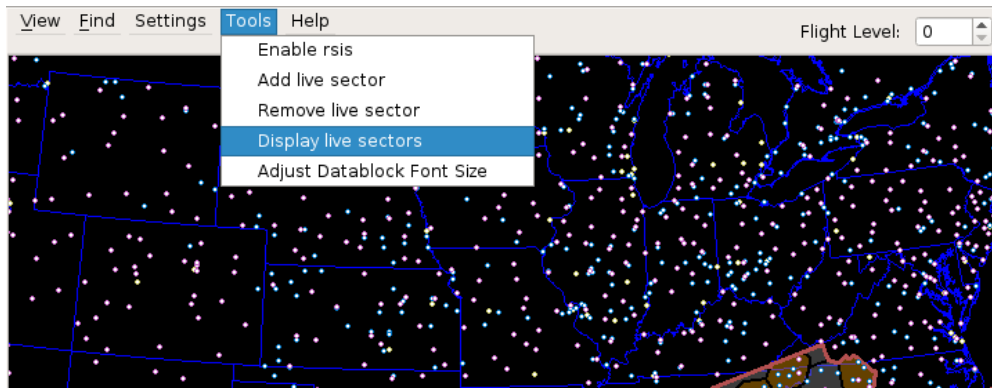 View Find Settings Tools Help
Flight Level: 0
Enable rsis
Add live sector
Remove live sector
Display live sectors
Adjust Datablock Font Size